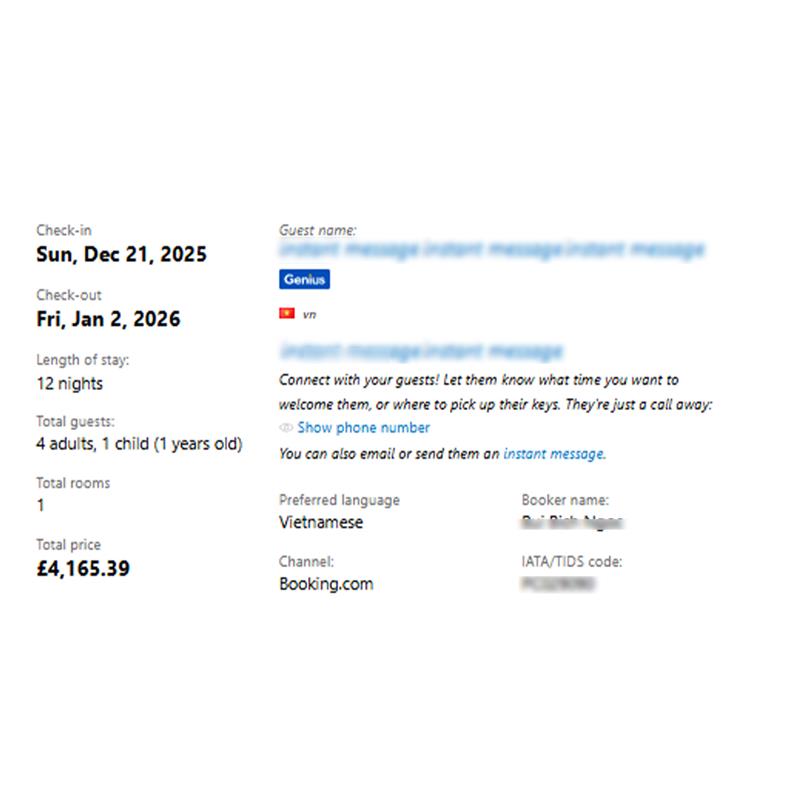 Check-in
Sun, Dec 21, 2025
Check-out
Fri, Jan 2, 2026
Length of stay:
12 nights
Total guests:
4 adults, 1 child (1 years old)
Total rooms
1
Total price
£4,165.39
Guest name:
Genius
vn
Connect with your guests! Let them know what time you want to
welcome them, or where to pick up their keys. They're just a call away:
Show phone number
You can also email or send them an instant message.
Preferred language
Vietnamese
Booker name:
Channel:
Booking.com
IATA/TIDS code: